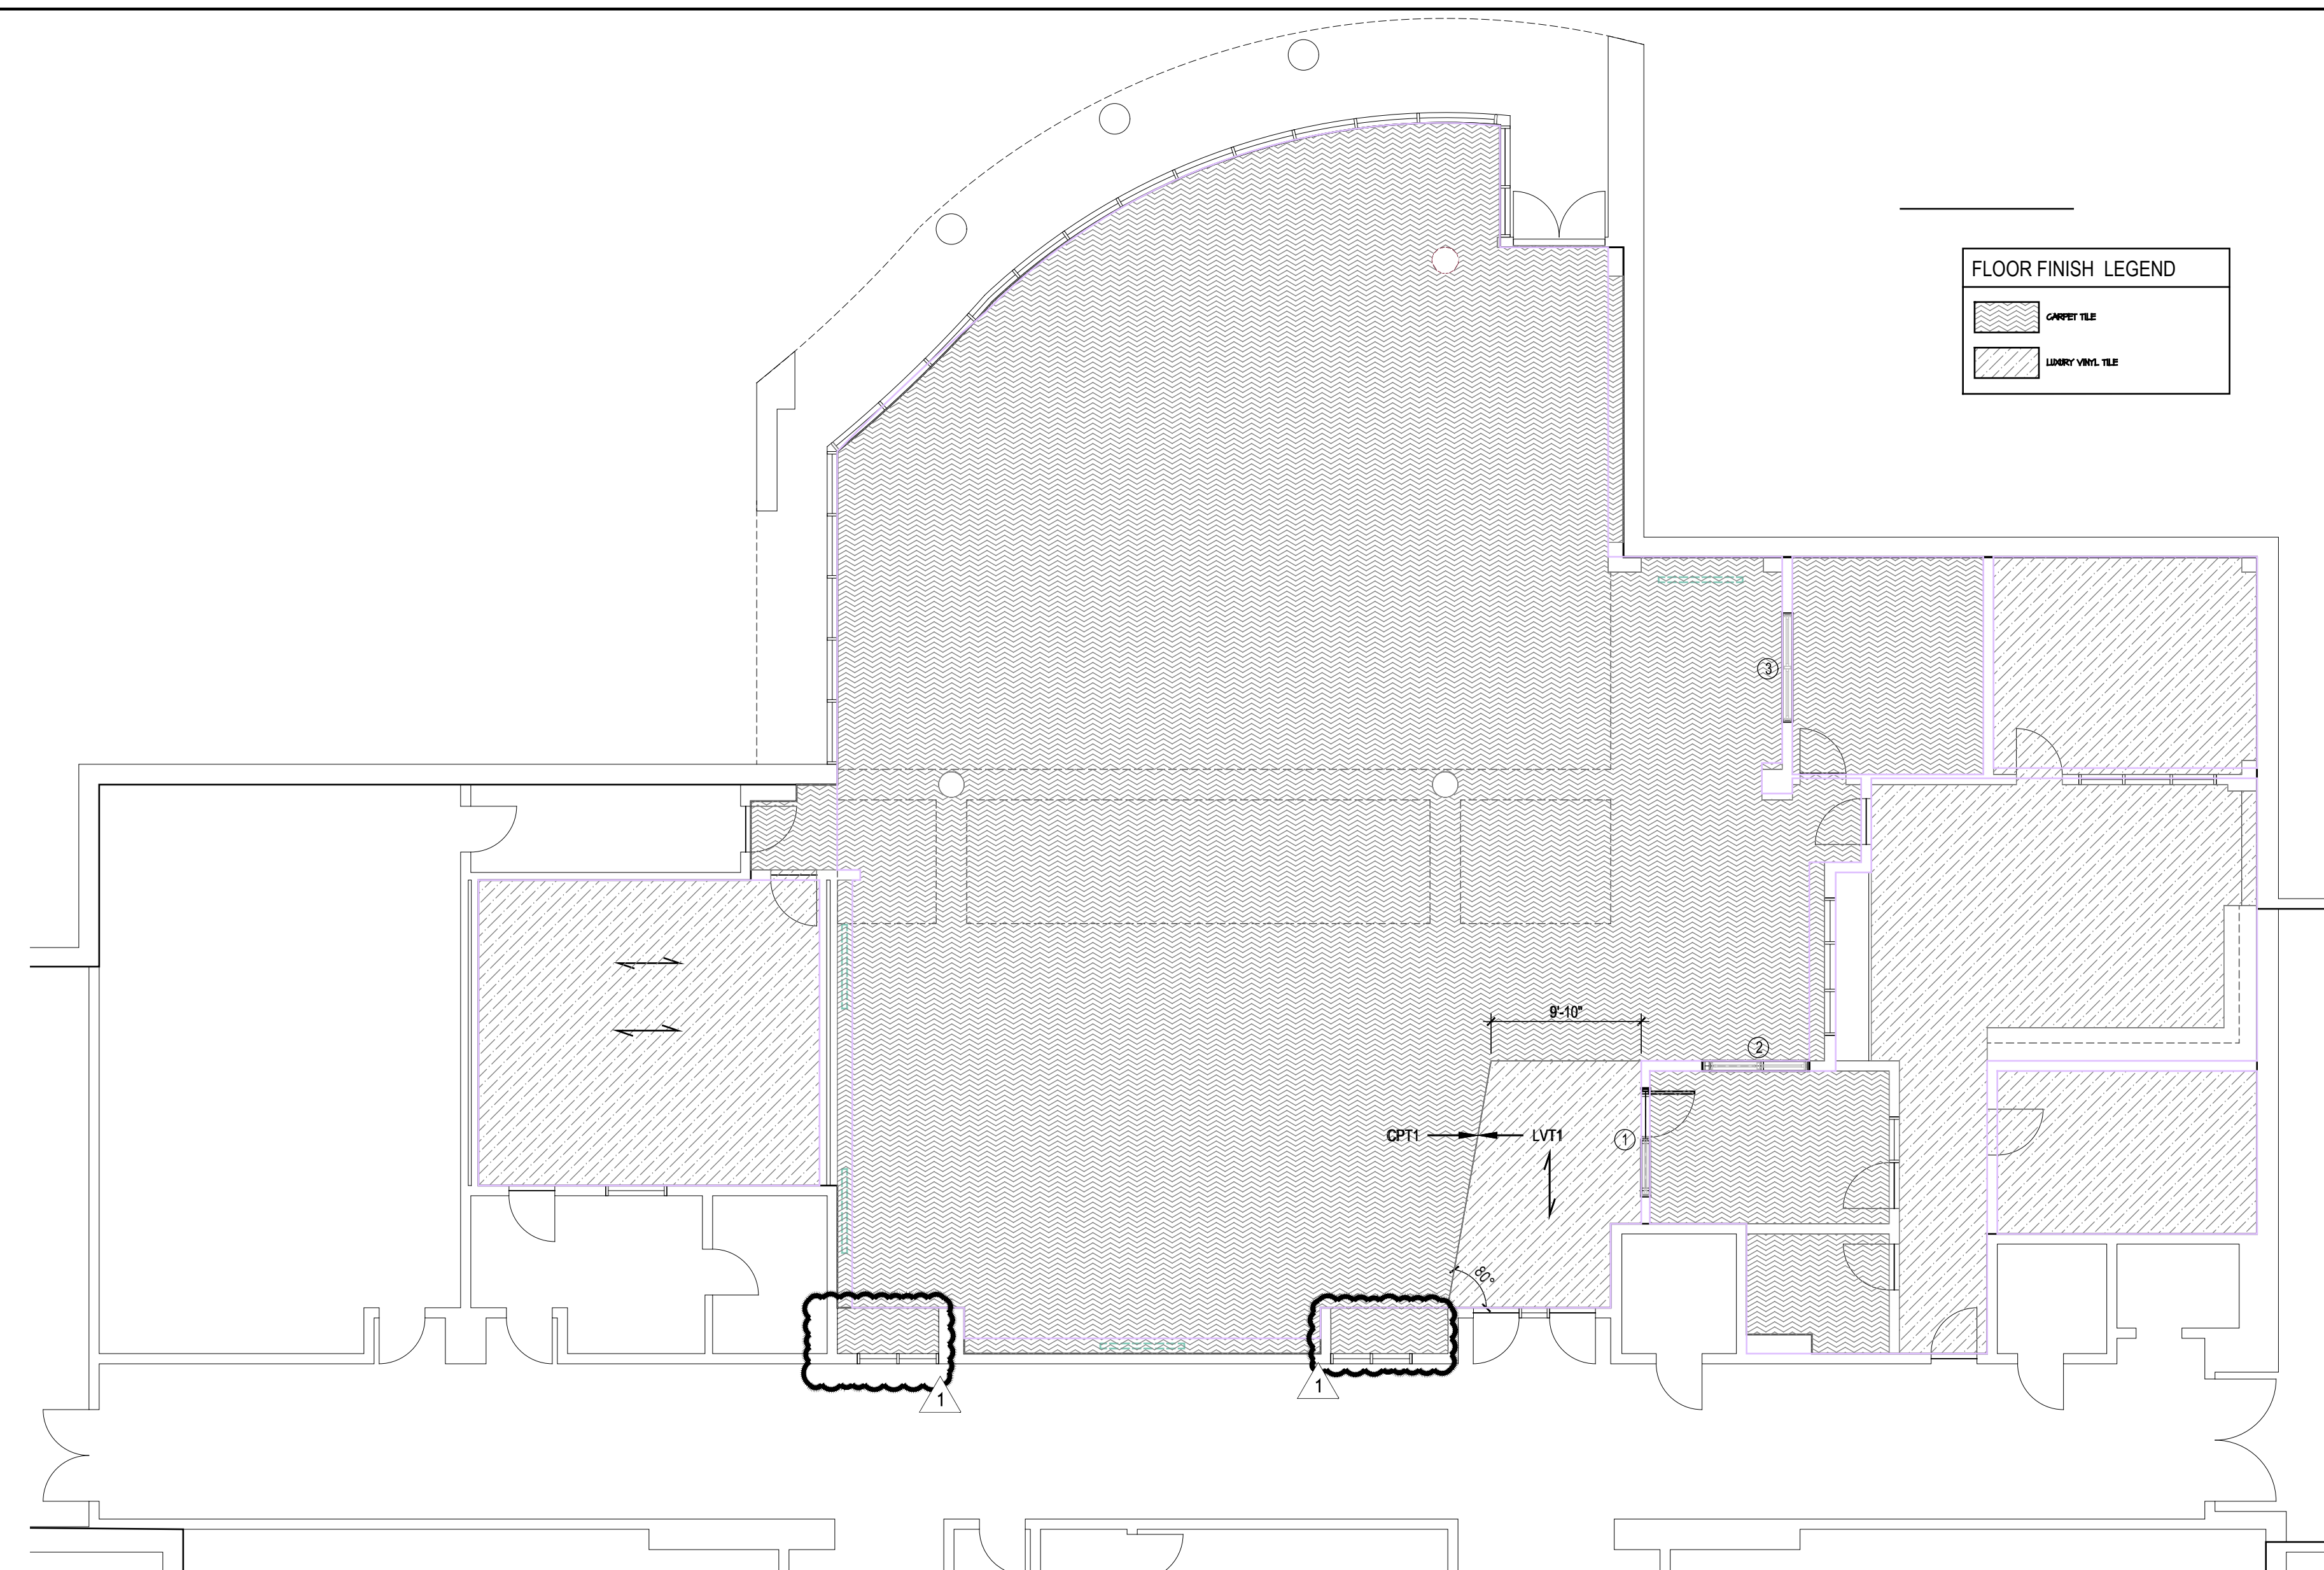 FLOOR FINISH LEGEND
CARPET TILE
LUXURY VINYL TILE
3
9'-10"
2
CPT1
LVT1
1
80°
1
1